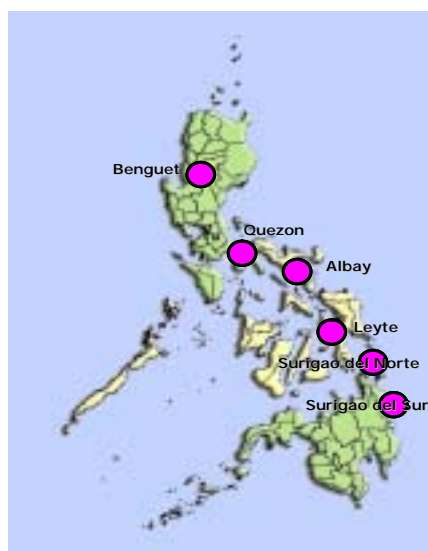 Benguet
Quezon
Albay
Leyte
Surigao del Norte
Surigao del Sur